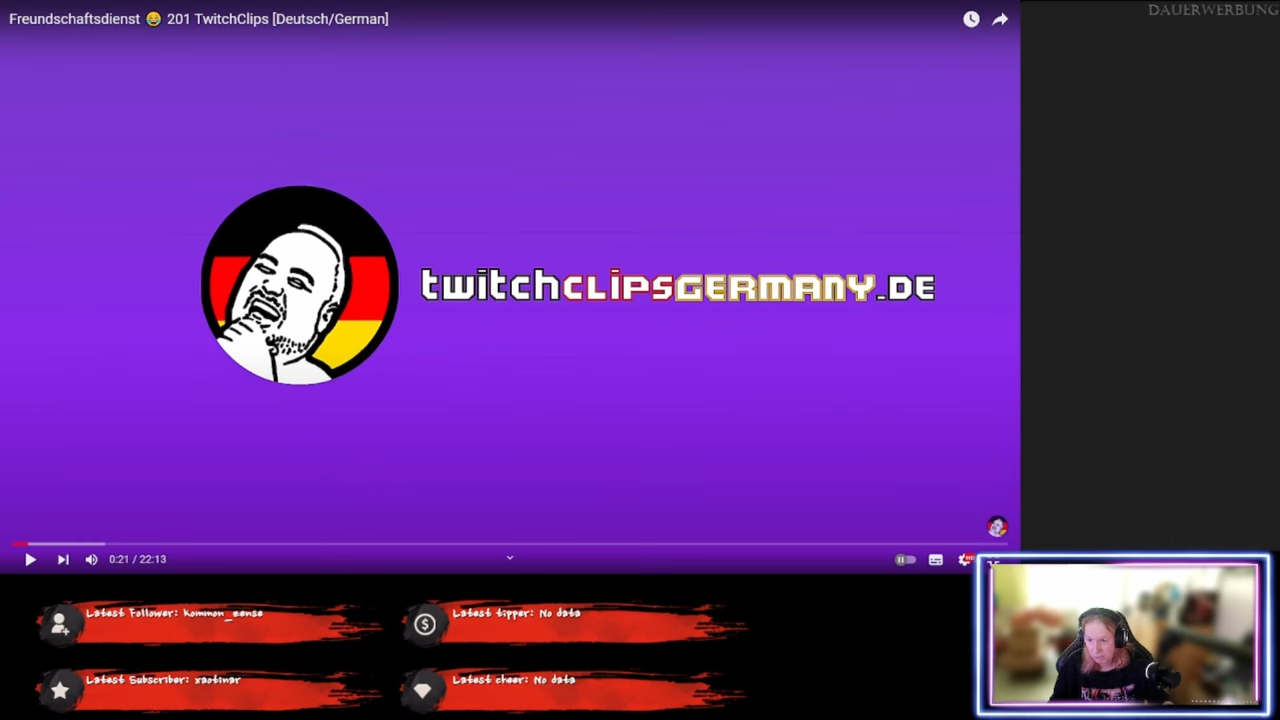 Freundschaftsdienst 😂 201 TwitchClips [Deutsch/German]
DAUERWERBUNG
twitchCLIPSGERMANY.DE
0:21 / 22:13
Latest Follower: Kommon_sense
Latest tipper: No data
Latest Subscriber: xaotinar
Latest cheer: No data